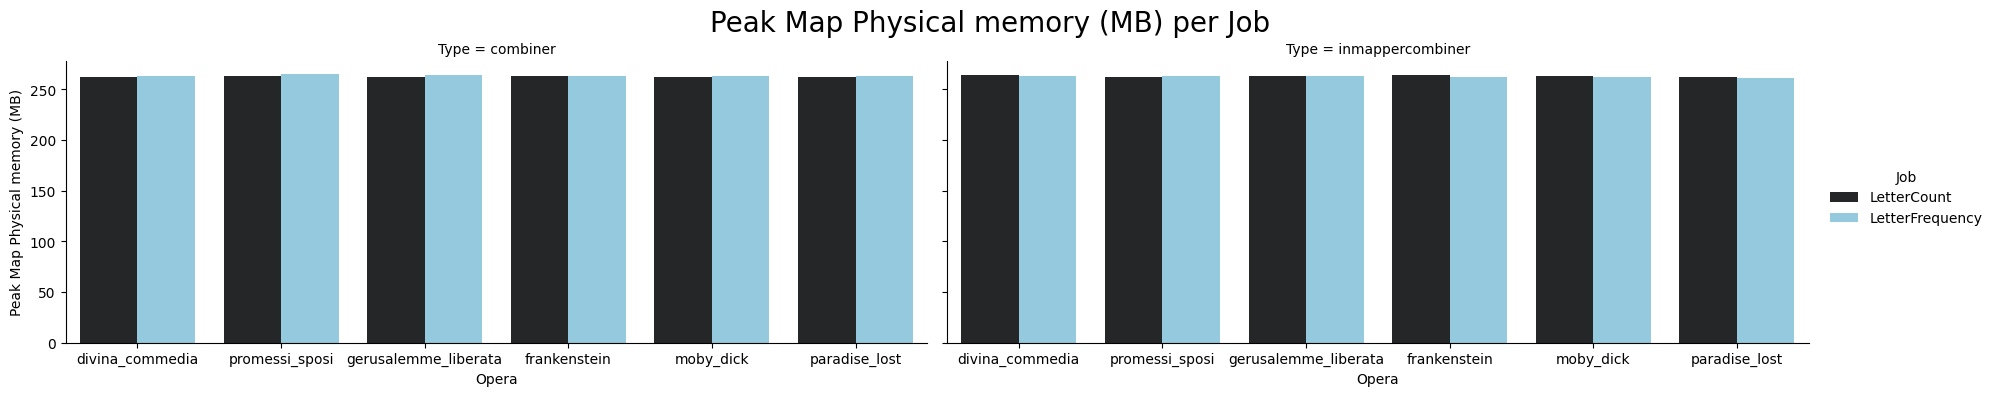 Peak Map Physical memory (MB) per Job
Type = combiner
Type = inmappercombiner
Peak Map Physical memory (MB)
250
200
150
100
50
0
divina_commedia promessi_sposi gerusalemme_liberata frankenstein moby_dick paradise_lost
Opera
divina_commedia promessi_sposi gerusalemme_liberata frankenstein moby_dick paradise_lost
Opera
Job
LetterCount
LetterFrequency